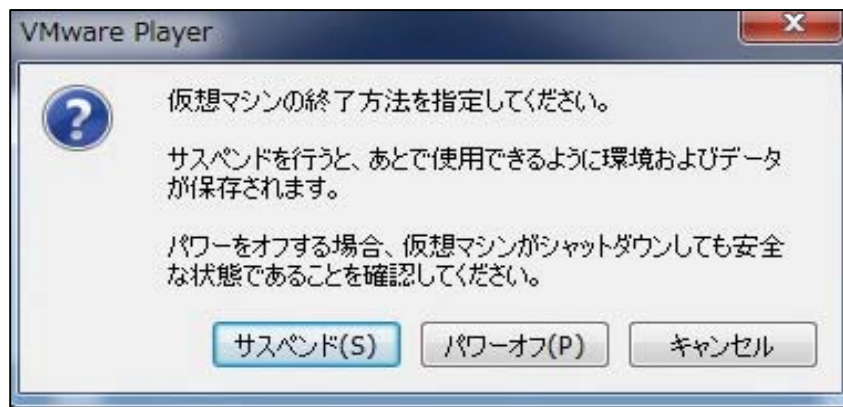 VMware Player
仮想マシンの終了方法を指定してください。
サスペンドを行うと、あとで使用できるように環境およびデータ
が保存されます。
パワーをオフする場合、仮想マシンがシャットダウンしても安全
な状態であることを確認してください。
サスペンド(S)
パワーオフ(P)
キャンセル